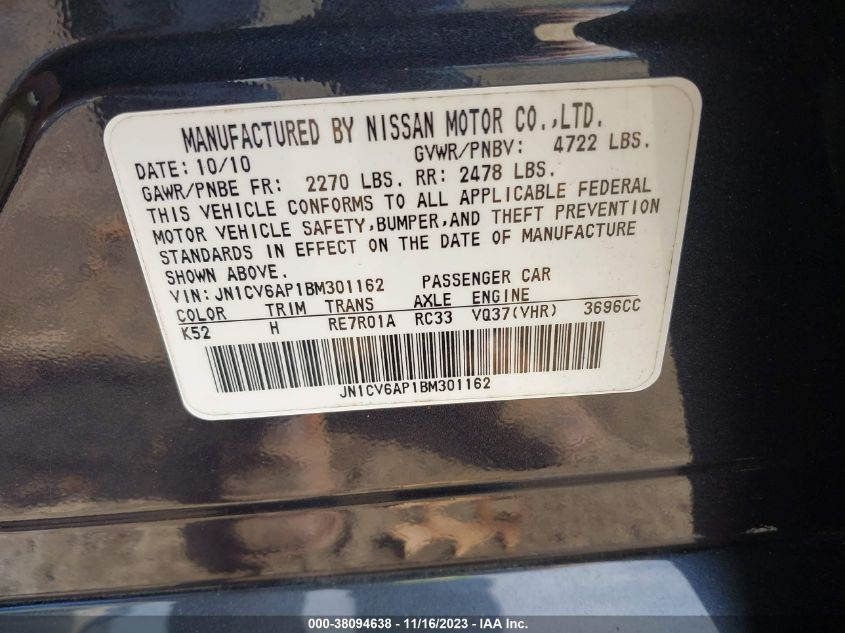 MANUFACTURED BY NISSAN MOTOR CO.,LTD.
DATE: 10/10 GVWR/PNBV: 4722 LBS.
GAWR/PNBE FR: 2270 LBS. RR: 2478 LBS.
THIS VEHICLE CONFORMS TO ALL APPLICABLE FEDERAL
MOTOR VEHICLE SAFETY,BUMPER,AND THEFT PREVENTION
STANDARDS IN EFFECT ON THE DATE OF MANUFACTURE
SHOWN ABOVE.
VIN: JN1CV6AP1BM301162 PASSENGER CAR
COLOR TRIM TRANS AXLE ENGINE
K52 H RE7R01A RC33 VQ37(VHR) 3696CC
JN1CV6AP1BM301162
000-38094638 - 11/16/2023 - IAA Inc.